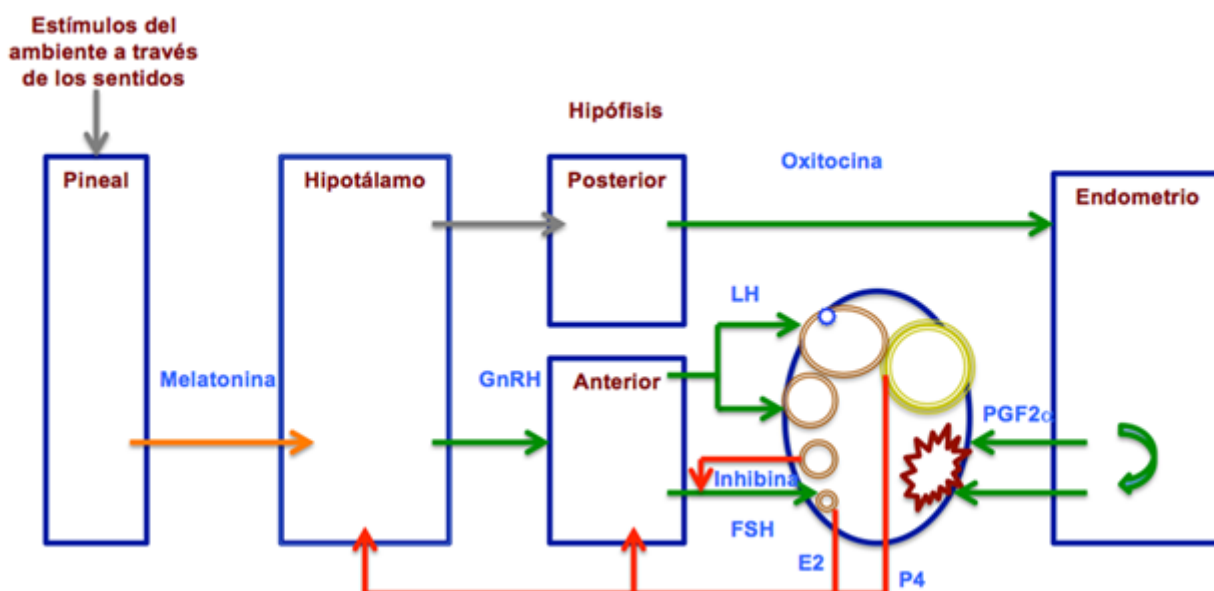 Estímulos del
ambiente a través
de los sentidos
Hipófisis
Oxitocina
Pineal
Hipotálamo
Posterior
Endometrio
LH
Melatonina
GnRH
Anterior
PGF2α
Inhibina
FSH
E2
P4